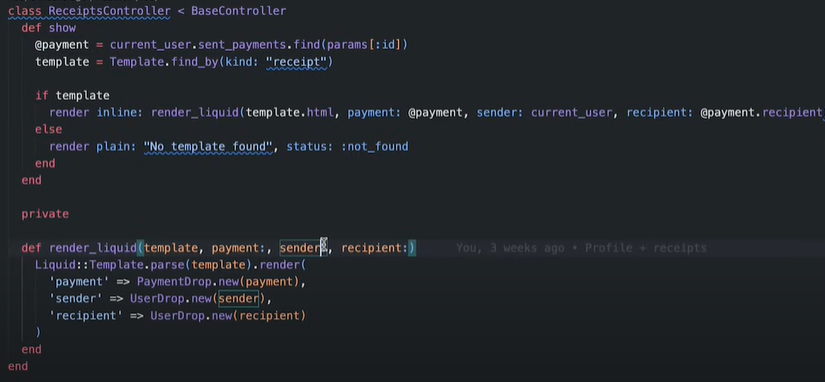 class ReceiptsController < BaseController
  def show
    @payment = current_user.sent_payments.find(params[:id])
    template = Template.find_by(kind: "receipt")

    if template
      render inline: render_liquid(template.html, payment: @payment, sender: current_user, recipient: @payment.recipient
    else
      render plain: "No template found", status: :not_found
    end
  end

  private

  def render_liquid(template, payment:, sender:, recipient:) You, 3 weeks ago • Profile + receipts
    Liquid::Template.parse(template).render(
      'payment' => PaymentDrop.new(payment),
      'sender' => UserDrop.new(sender),
      'recipient' => UserDrop.new(recipient)
    )
  end
end